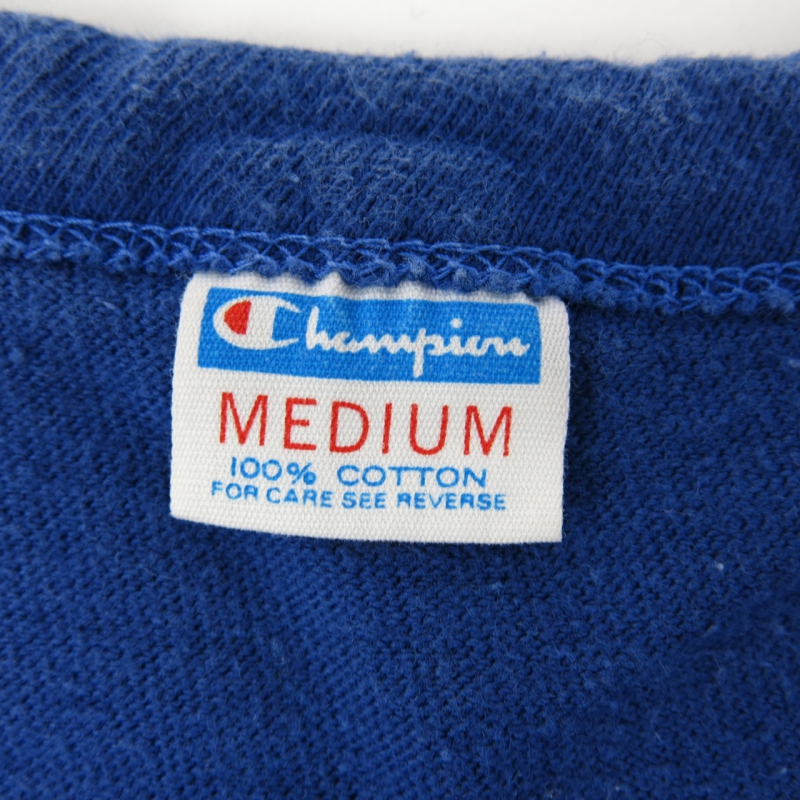 Champion
MEDIUM
100% COTTON
FOR CARE SEE REVERSE